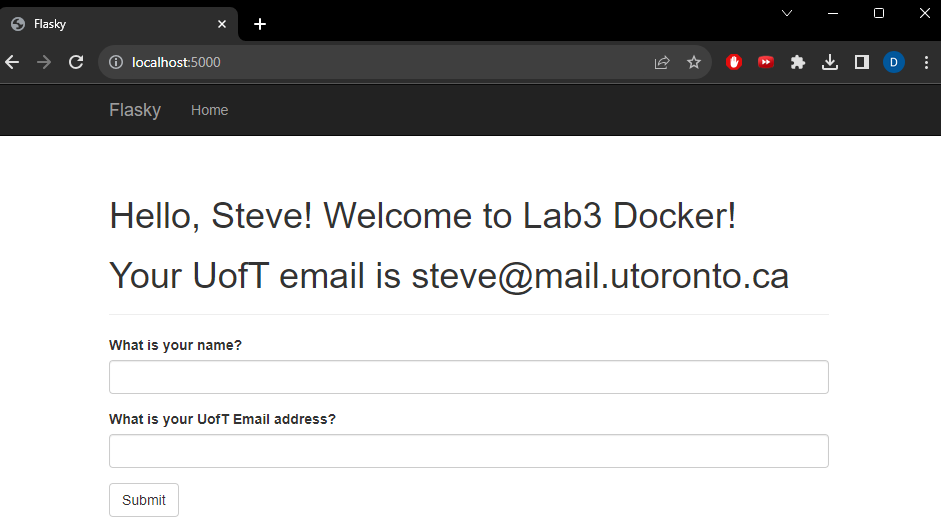 Flasky
localhost:5000
D
Flasky Home
Hello, Steve! Welcome to Lab3 Docker!
Your UofT email is steve@mail.utoronto.ca
What is your name?
What is your UofT Email address?
Submit